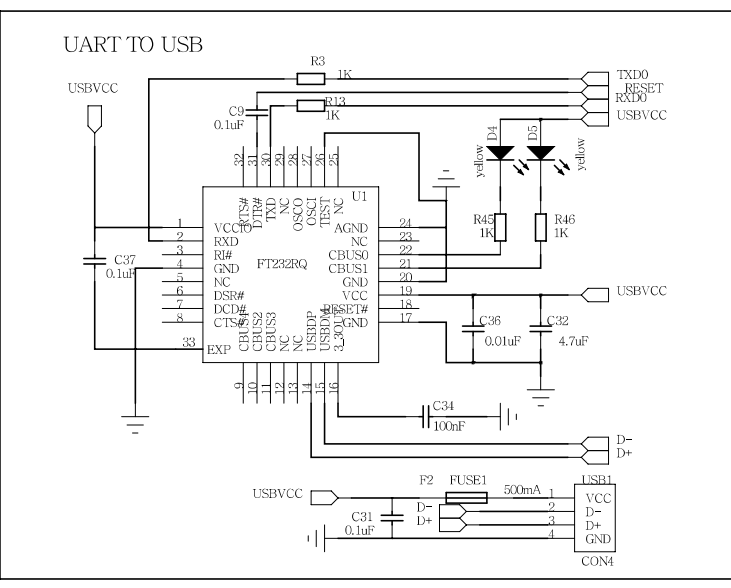 UART TO USB
R3
1K
TXD0
RESET
RXD0
USBVCC
USBVCC
C9
0.1uF
R13
1K
D4
D5
yellow
yellow
32
31
30
29
28
27
26
25
RTS#
DTR#
TXD
NC
OSCO
OSCI
TEST
NC
U1
1
VCCIO
2
RXD
3
RI#
4
GND
5
NC
6
DSR#
7
DCD#
8
CTS#
33
EXP
FT232RQ
AGND
24
NC
23
CBUS0
22
CBUS1
21
GND
20
VCC
19
RESET#
18
GND
17
R45
1K
R46
1K
C37
0.1uF
USBVCC
C36
0.01uF
C32
4.7uF
CBUS4
CBUS2
CBUS3
NC
NC
USBDP
USBDM
3_3OUT
9
10
11
12
13
14
15
16
C34
100nF
D-
D+
F2
FUSE1
500mA
USB1
USBVCC
C31
0.1uF
D-
D+
1
VCC
2
D-
3
D+
4
GND
CON4